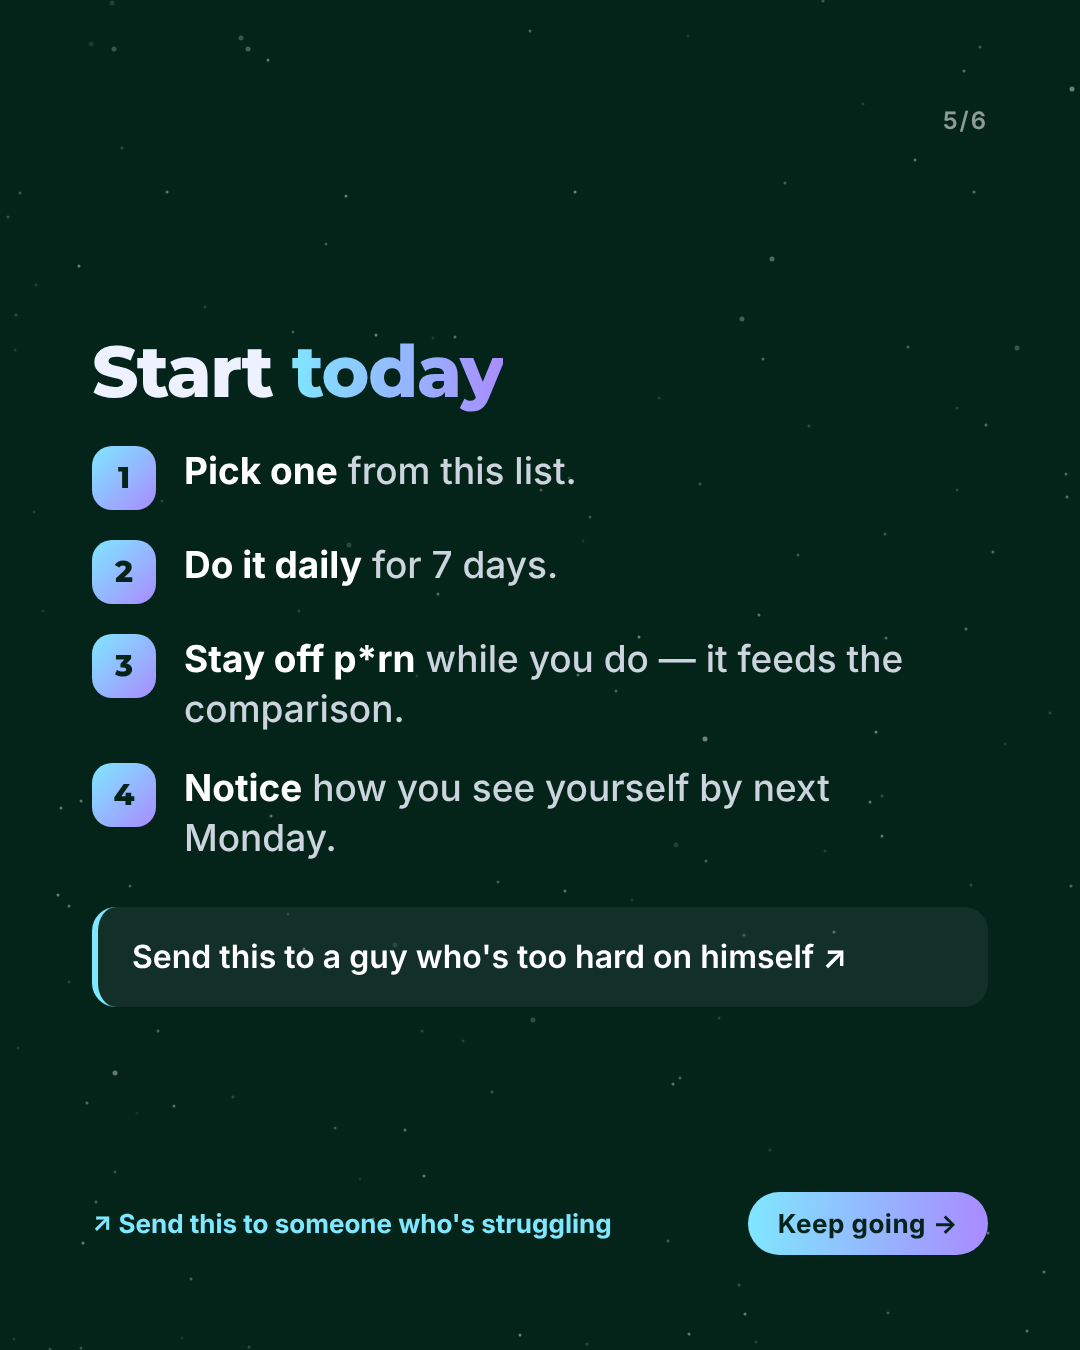 5/6
Start today
1 Pick one from this list.
2 Do it daily for 7 days.
3 Stay off p*rn while you do — it feeds the
comparison.
4 Notice how you see yourself by next
Monday.
Send this to a guy who's too hard on himself ↗
↗ Send this to someone who's struggling
Keep going →